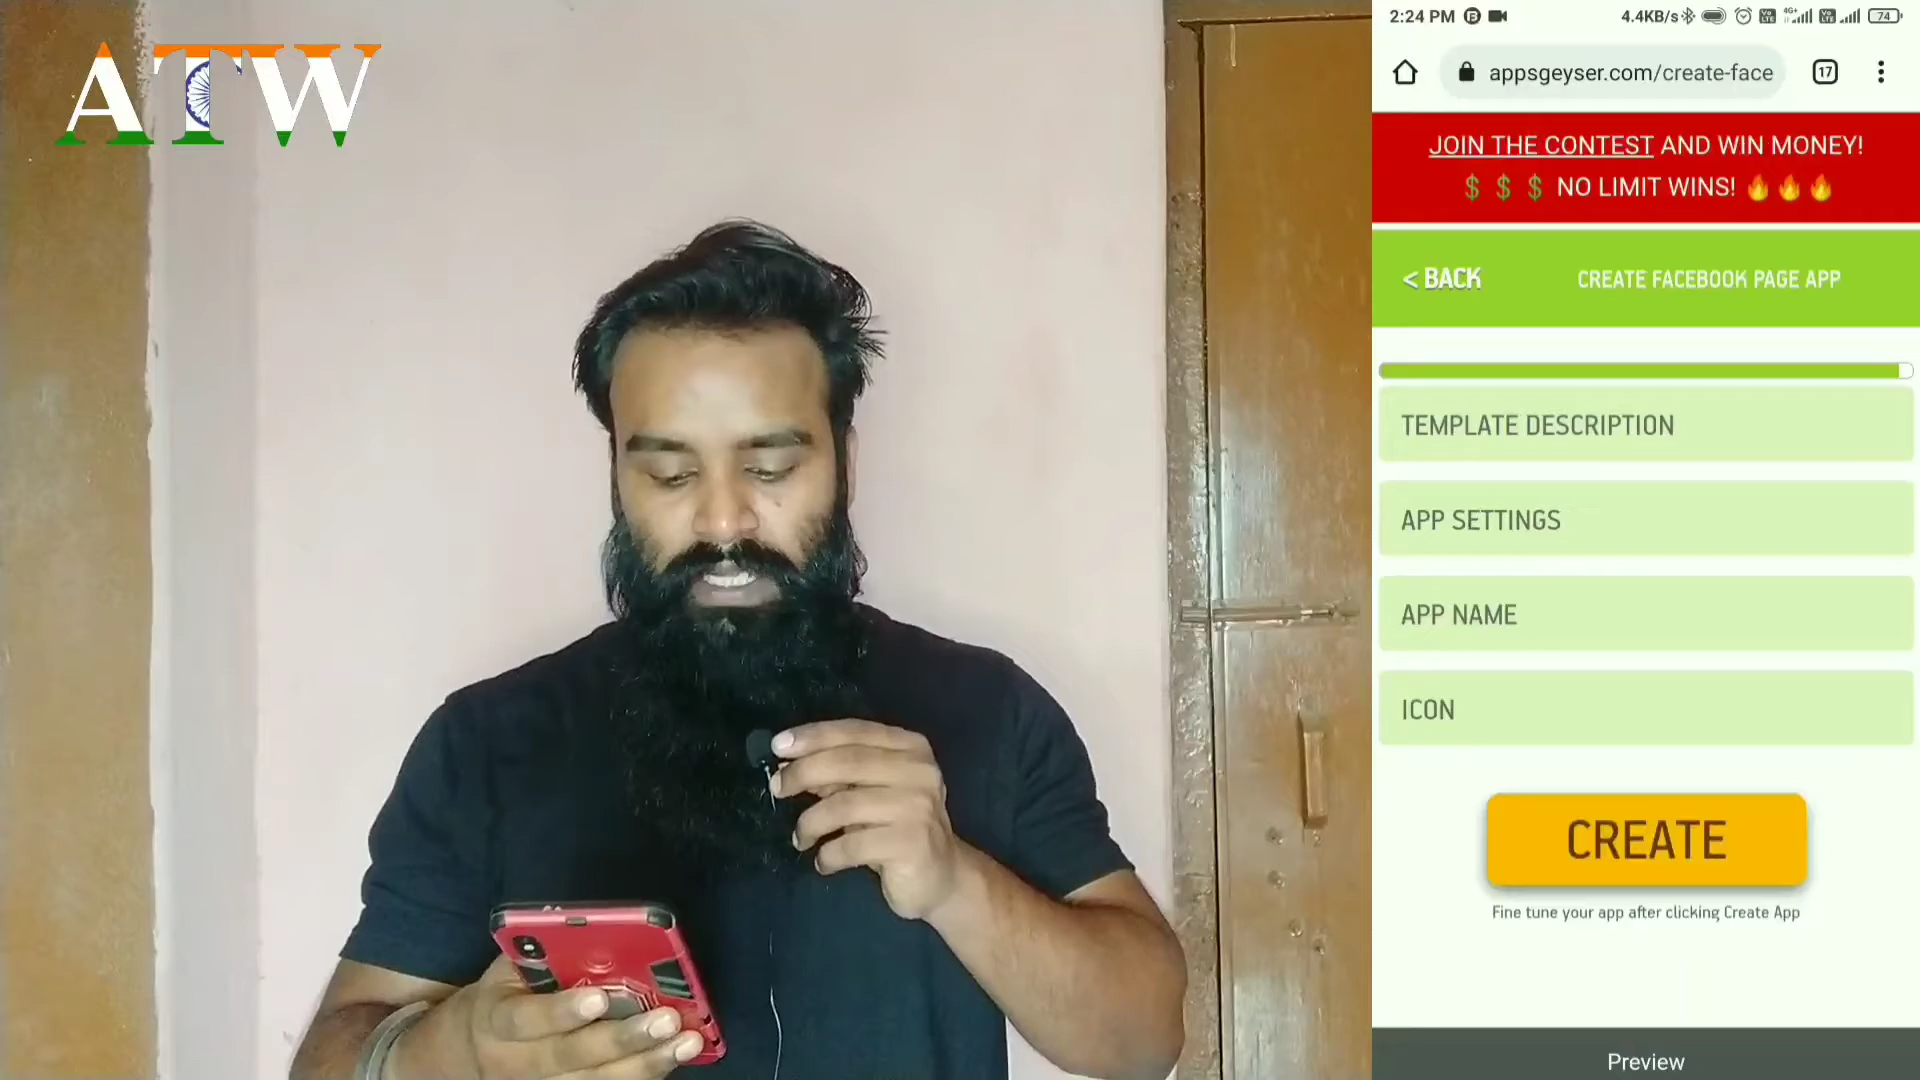 ATW
2:24 PM
4.4KB/s
74
appsgeyser.com/create-face
17
JOIN THE CONTEST AND WIN MONEY!
$ $ $ NO LIMIT WINS! 🔥🔥🔥
< BACK
CREATE FACEBOOK PAGE APP
TEMPLATE DESCRIPTION
APP SETTINGS
APP NAME
ICON
CREATE
Fine tune your app after clicking Create App
Preview